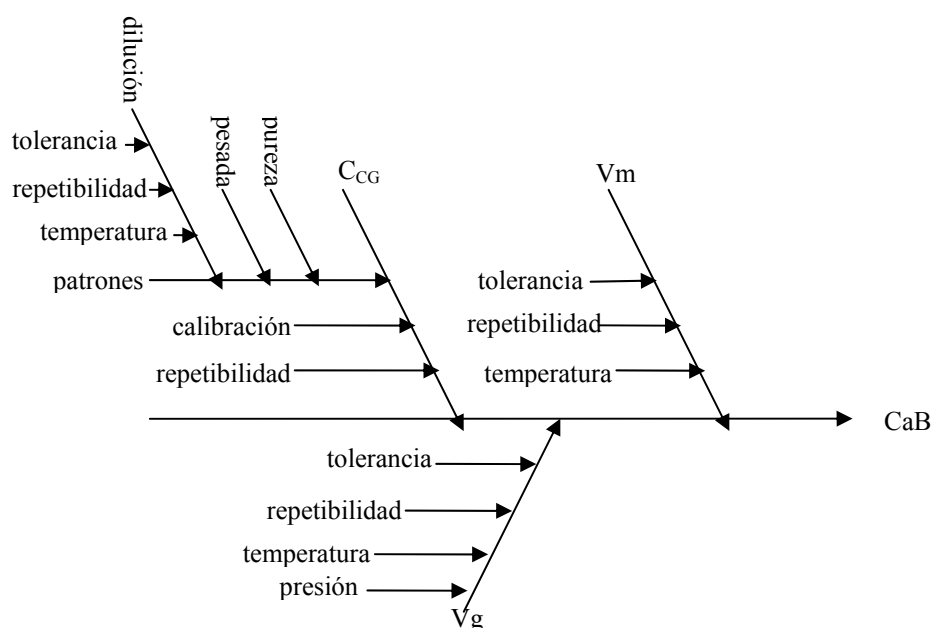 dilución
tolerancia
repetibilidad
temperatura
pesada
pureza
patrones
C_CG
calibración
repetibilidad
Vm
tolerancia
repetibilidad
temperatura
CaB
tolerancia
repetibilidad
temperatura
presión
Vg